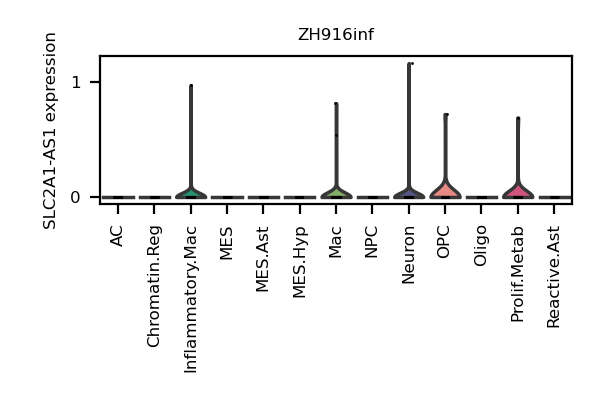 ZH916inf
SLC2A1-AS1 expression
1
0
AC
Chromatin.Reg
Inflammatory.Mac
MES
MES.Ast
MES.Hyp
Mac
NPC
Neuron
OPC
Oligo
Prolif.Metab
Reactive.Ast